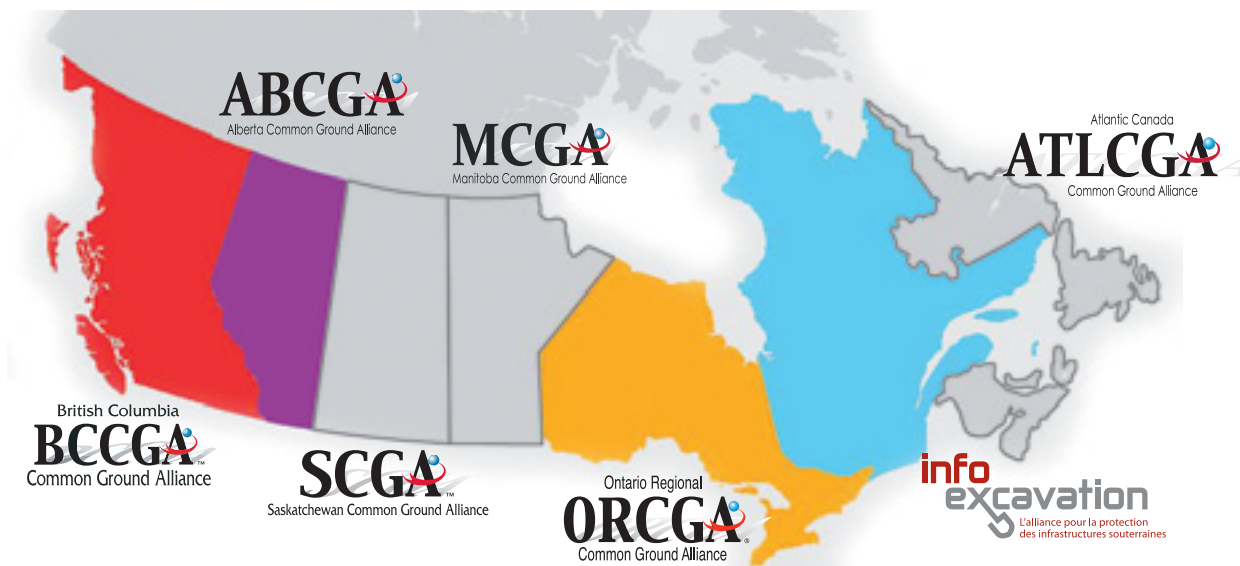 ABCGA
Alberta Common Ground Alliance
MCGA
Manitoba Common Ground Alliance
Atlantic Canada
ATLCGA
Common Ground Alliance
British Columbia
BCCGA™
Common Ground Alliance
SCGA™
Saskatchewan Common Ground Alliance
Ontario Regional
ORCGA®
Common Ground Alliance
info
excavation
L'alliance pour la protection
des infrastructures souterraines